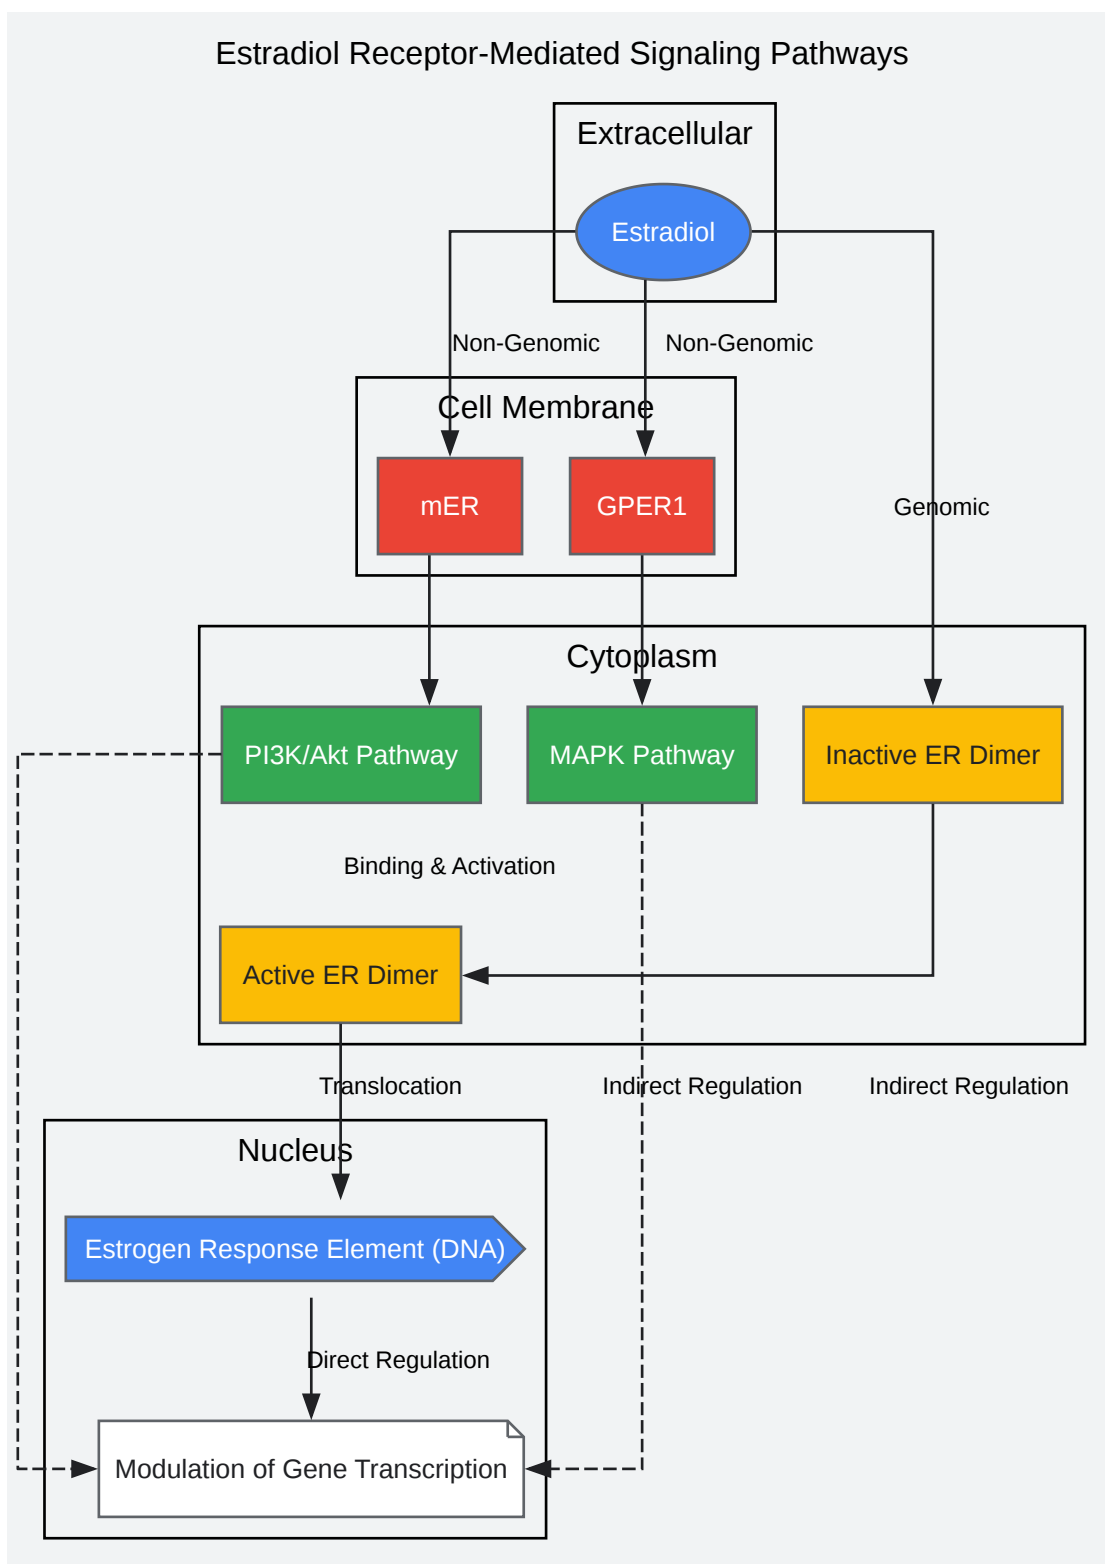 Estradiol Receptor-Mediated Signaling Pathways
Extracellular
Estradiol
Non-Genomic
Non-Genomic
Cell Membrane
mER
GPER1
Genomic
Cytoplasm
PI3K/Akt Pathway
MAPK Pathway
Inactive ER Dimer
Binding & Activation
Active ER Dimer
Translocation
Indirect Regulation
Indirect Regulation
Nucleus
Estrogen Response Element (DNA)
Direct Regulation
Modulation of Gene Transcription